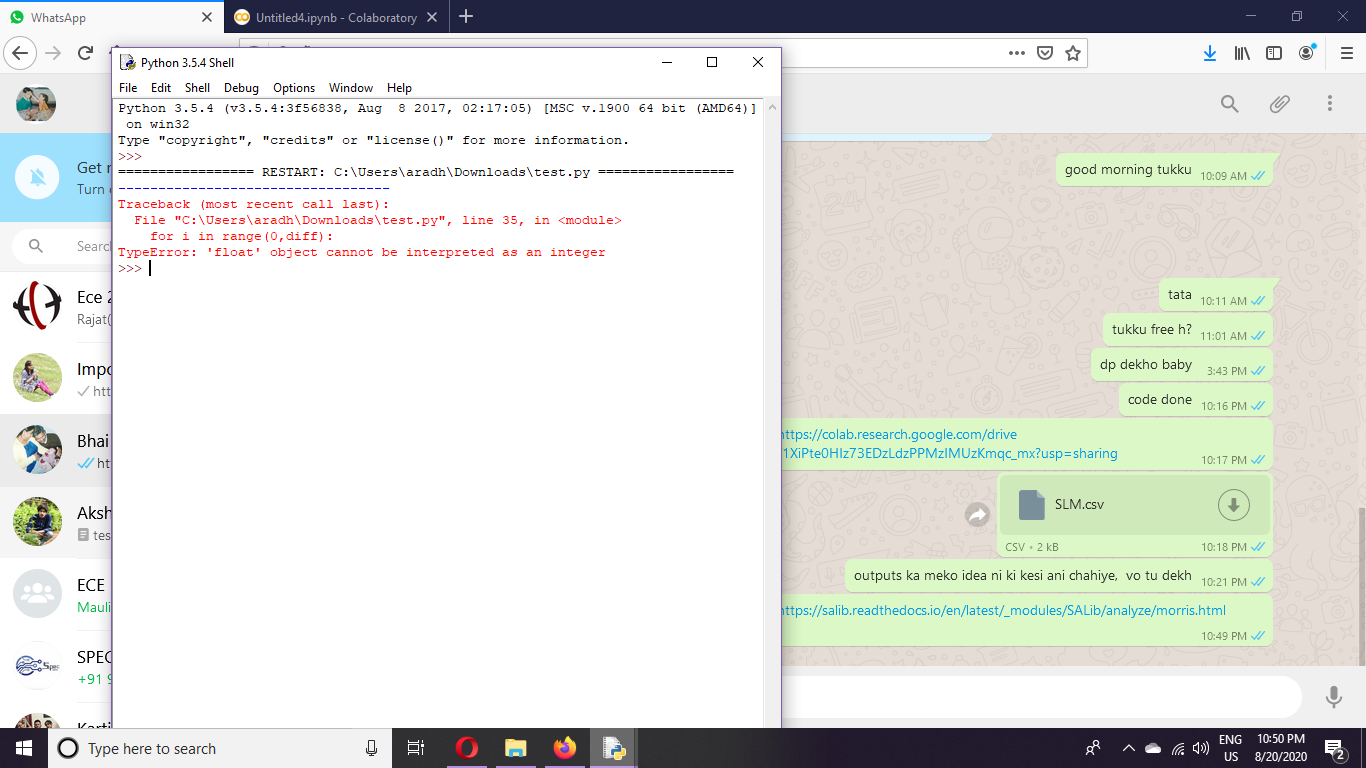 WhatsApp
Untitled4.ipynb - Colaboratory
Python 3.5.4 Shell
File Edit Shell Debug Options Window Help
Python 3.5.4 (v3.5.4:3f56838, Aug  8 2017, 02:17:05) [MSC v.1900 64 bit (AMD64)]
on win32
Type "copyright", "credits" or "license()" for more information.
>>>
================= RESTART: C:\Users\aradh\Downloads\test.py =================
----------------------------------
Traceback (most recent call last):
File "C:\Users\aradh\Downloads\test.py", line 35, in <module>
for i in range(0,diff):
TypeError: 'float' object cannot be interpreted as an integer
>>>
Get
Turn
Searc
Ece 2
Rajat(
Impo
htt
Bhai
ht
Aksh
tes
ECE
Mauli
SPEC
+91 9
good morning tukku 10:09 AM
tata 10:11 AM
tukku free h? 11:01 AM
dp dekho baby 3:43 PM
code done 10:16 PM
https://colab.research.google.com/drive
1XiPte0HIz73EDzLdzPPMzIMUzKmqc_mx?usp=sharing
10:17 PM
SLM.csv
CSV • 2 kB 10:18 PM
outputs ka meko idea ni ki kesi ani chahiye,  vo tu dekh 10:21 PM
https://salib.readthedocs.io/en/latest/_modules/SALib/analyze/morris.html
10:49 PM
Type here to search
ENG
US
10:50 PM
8/20/2020
2